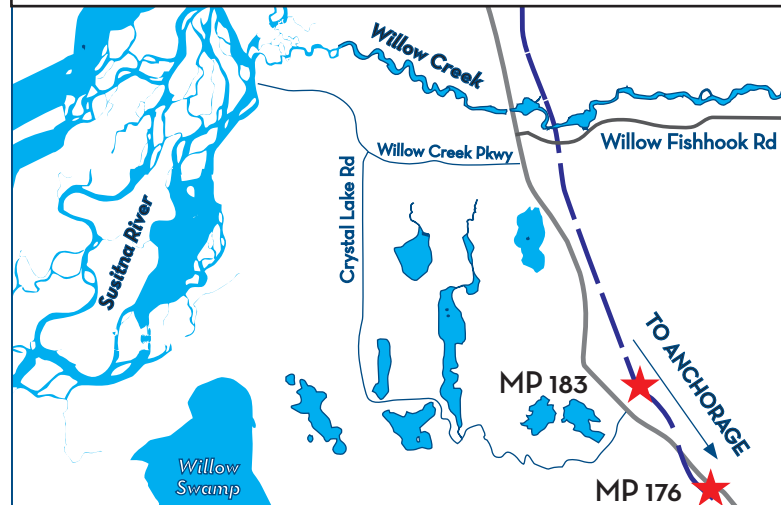 Willow Creek
Willow Creek Pkwy
Willow Fishhook Rd
Crystal Lake Rd
Susitna River
MP 183
TO ANCHORAGE
Willow
Swamp
MP 176